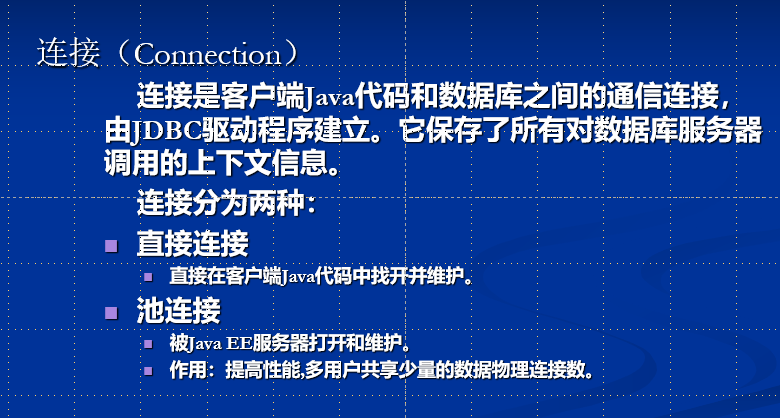 连接（Connection）
连接是客户端Java代码和数据库之间的通信连接，
由JDBC驱动程序建立。它保存了所有对数据库服务器
调用的上下文信息。
连接分为两种：
直接连接
直接在客户端Java代码中找开并维护。
池连接
被Java EE服务器打开和维护。
作用：提高性能,多用户共享少量的数据物理连接数。